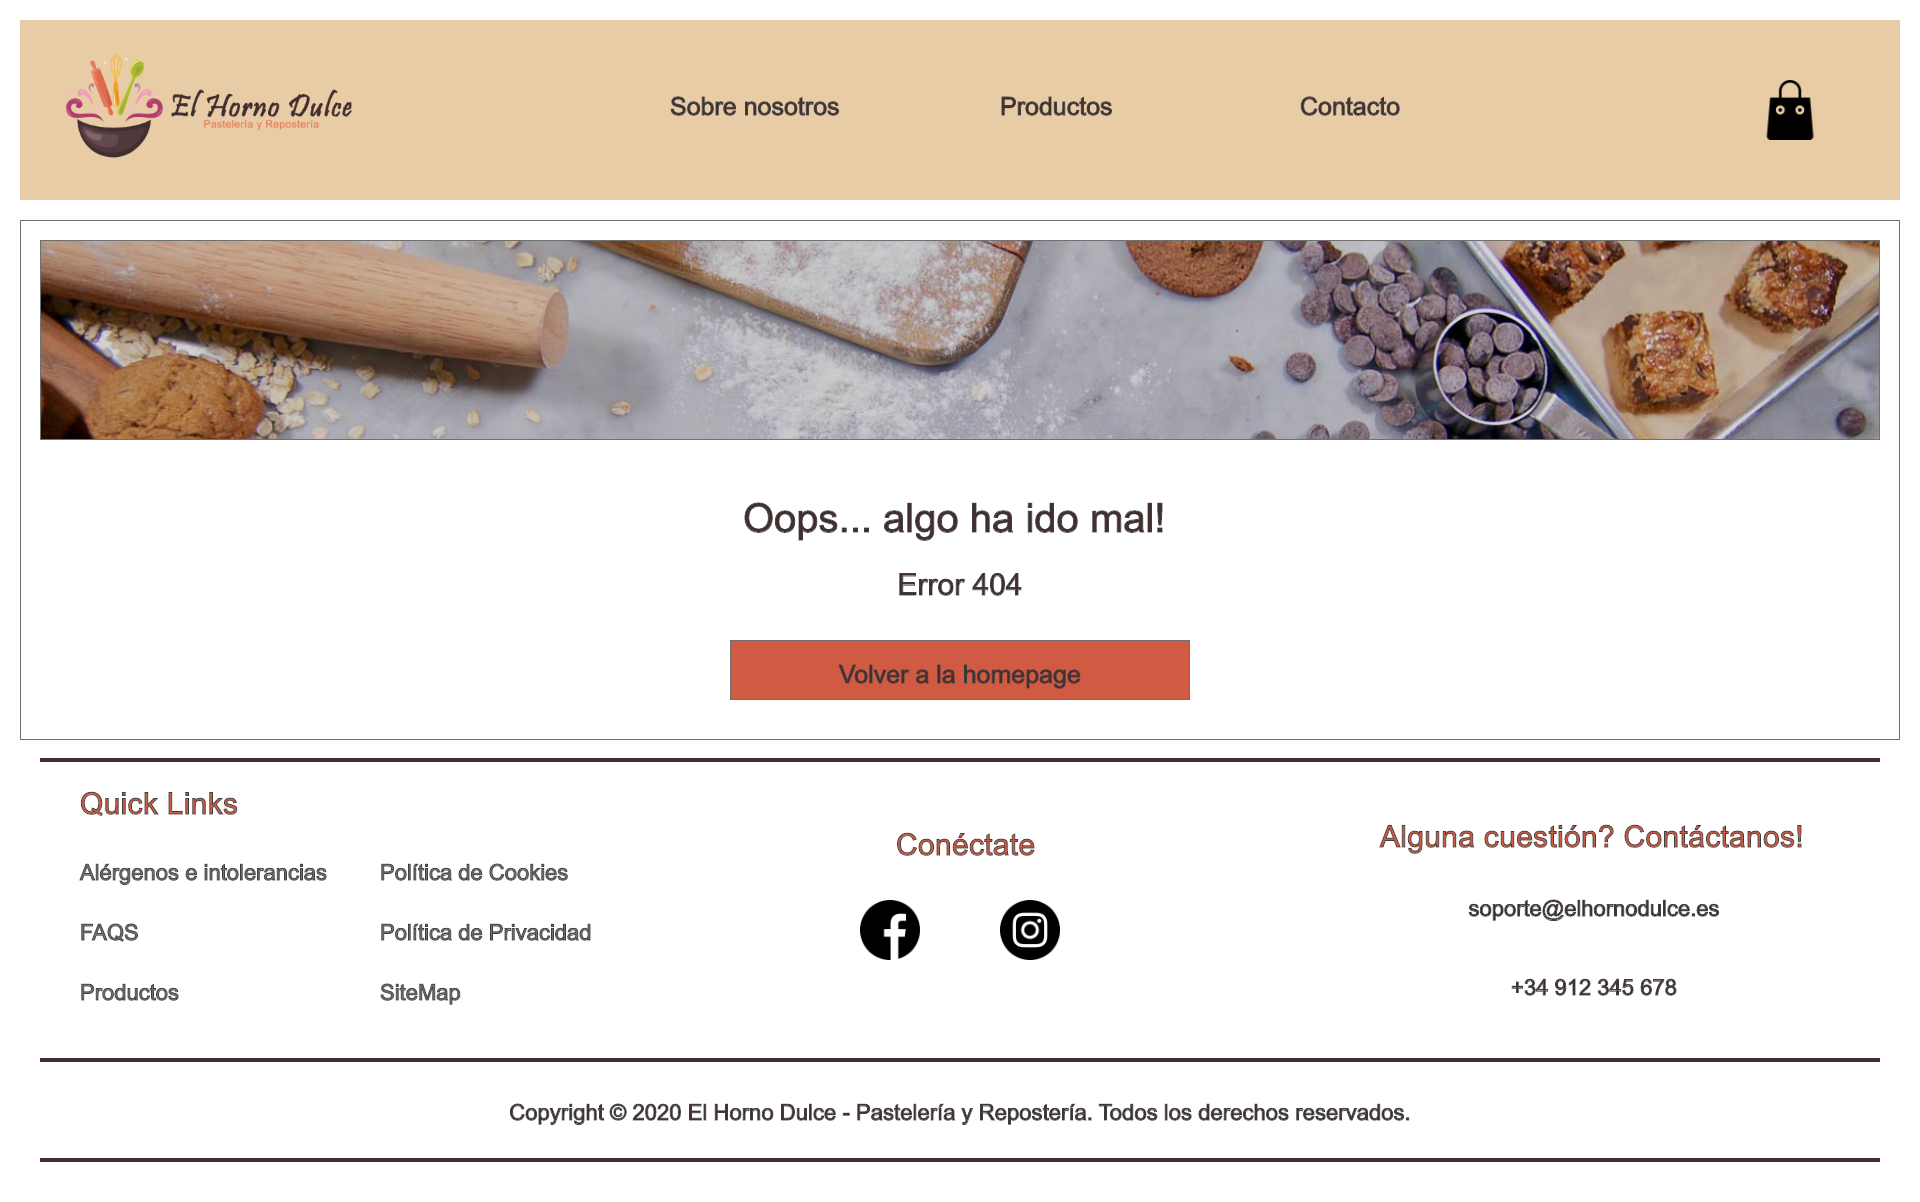 El Horno Dulce
Pastelería y Repostería
Sobre nosotros
Productos
Contacto
Oops... algo ha ido mal!
Error 404
Volver a la homepage
Quick Links
Alérgenos e intolerancias
Política de Cookies
FAQS
Política de Privacidad
Productos
SiteMap
Conéctate
Alguna cuestión? Contáctanos!
soporte@elhornodulce.es
+34 912 345 678
Copyright © 2020 El Horno Dulce - Pastelería y Repostería. Todos los derechos reservados.